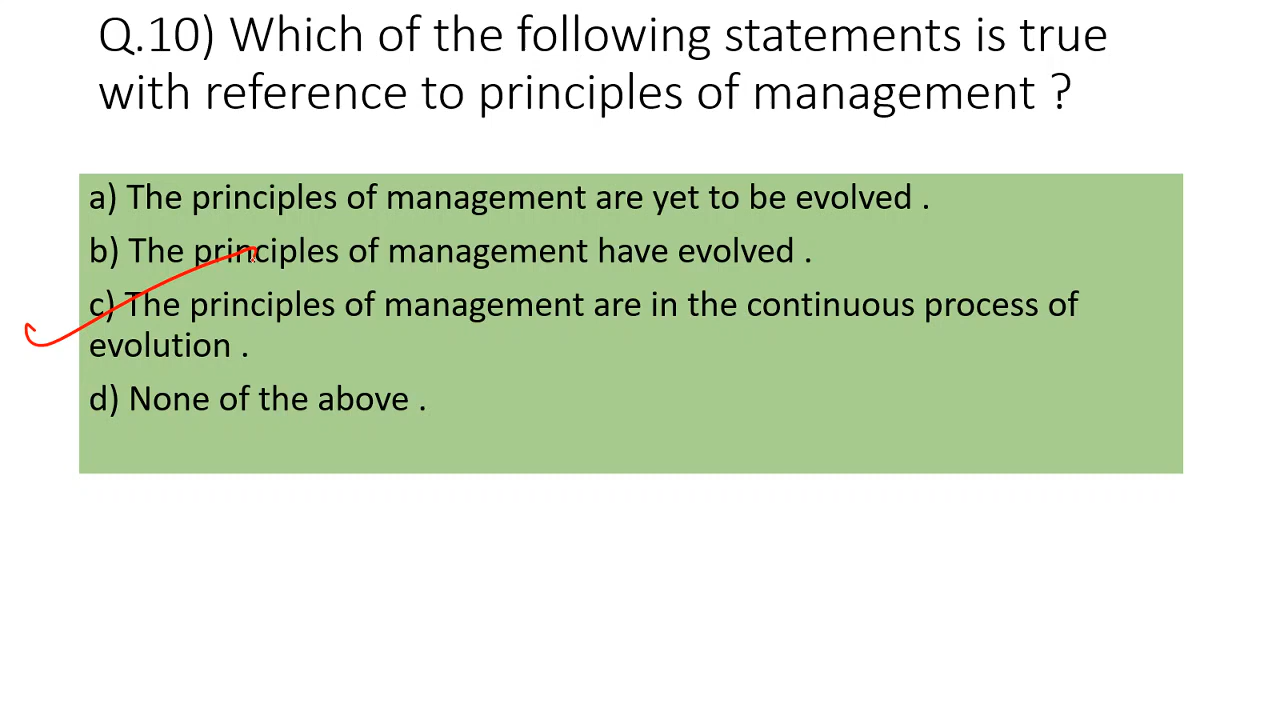 Q.10) Which of the following statements is true
with reference to principles of management ?
a) The principles of management are yet to be evolved .
b) The principles of management have evolved .
c) The principles of management are in the continuous process of
evolution .
d) None of the above .